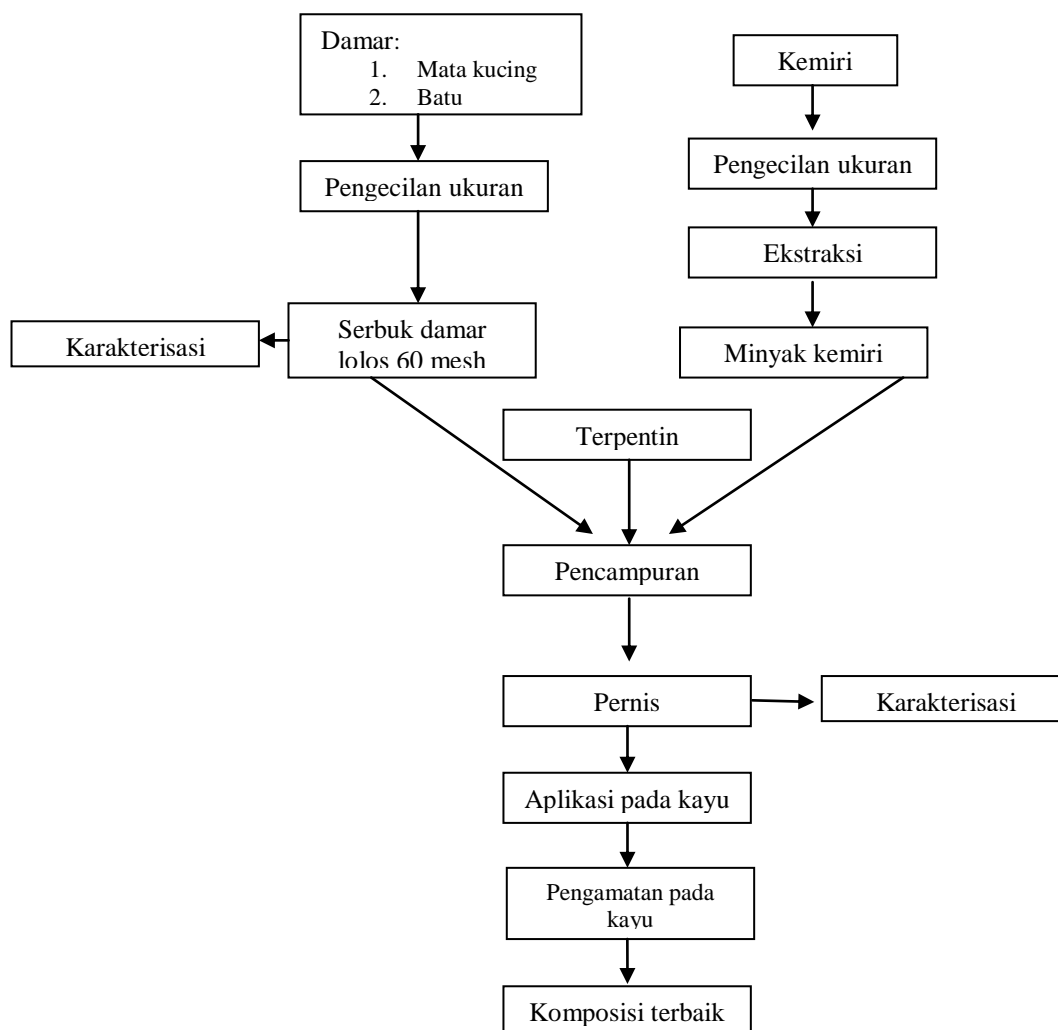 Damar:
1. Mata kucing
2. Batu
Kemiri
Pengecilan ukuran
Pengecilan ukuran
Ekstraksi
Karakterisasi
Serbuk damar
lolos 60 mesh
Minyak kemiri
Terpentin
Pencampuran
Pernis
Karakterisasi
Aplikasi pada kayu
Pengamatan pada
kayu
Komposisi terbaik